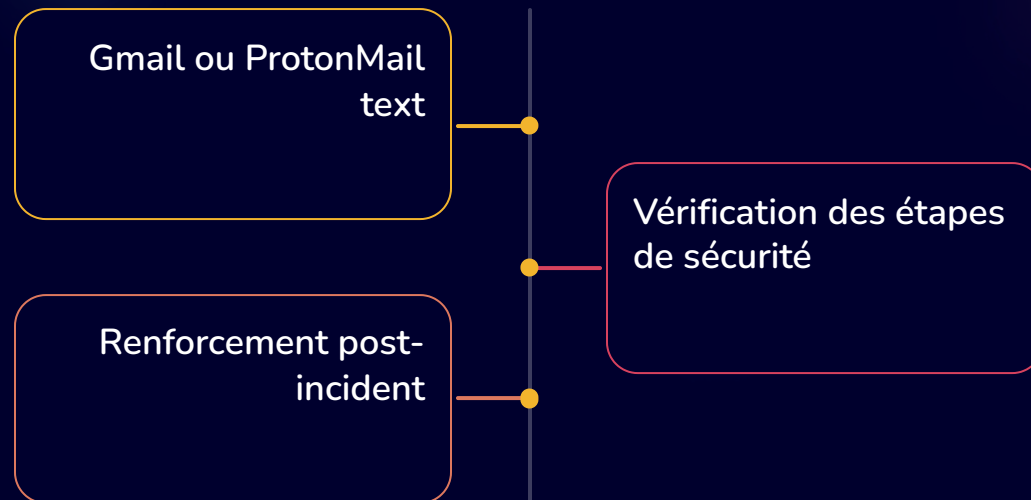 Gmail ou ProtonMail
text
Vérification des étapes
de sécurité
Renforcement post-
incident